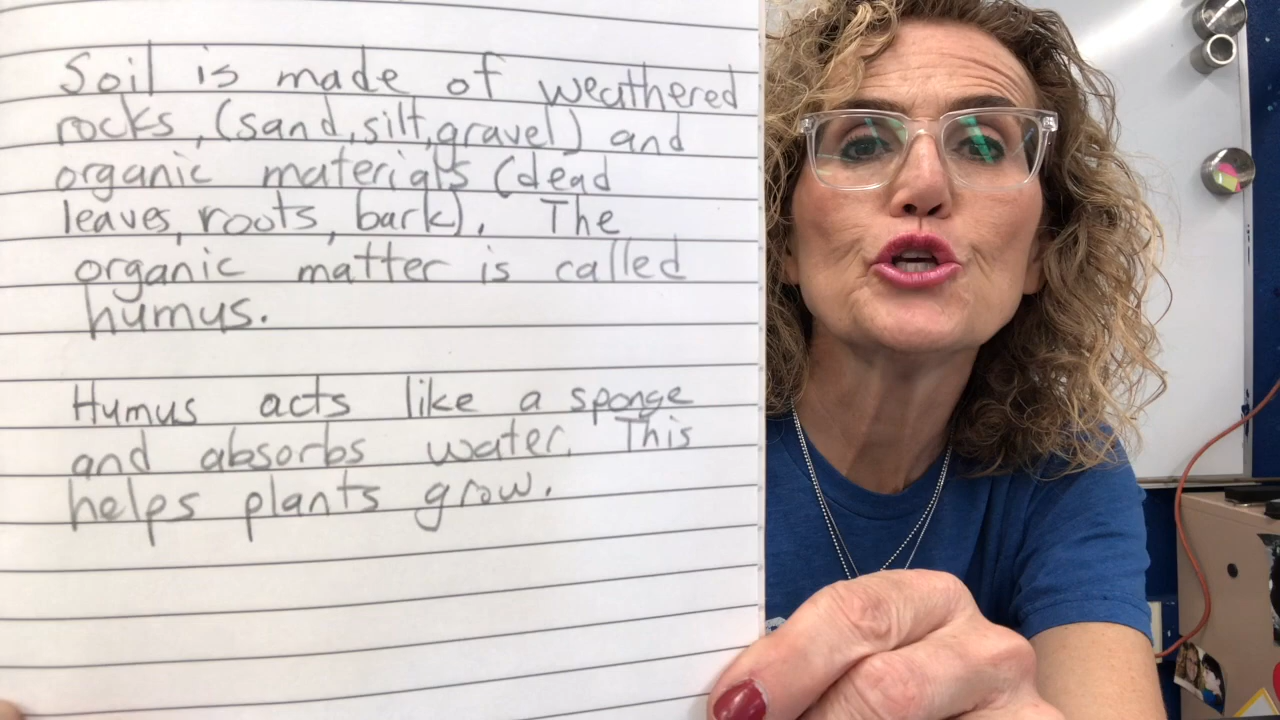 Soil is made of weathered
rocks, (sand, silt, gravel) and
organic materials (dead
leaves, roots, bark). The
organic matter is called
humus.
Humus acts like a sponge
and absorbs water. This
helps plants grow.